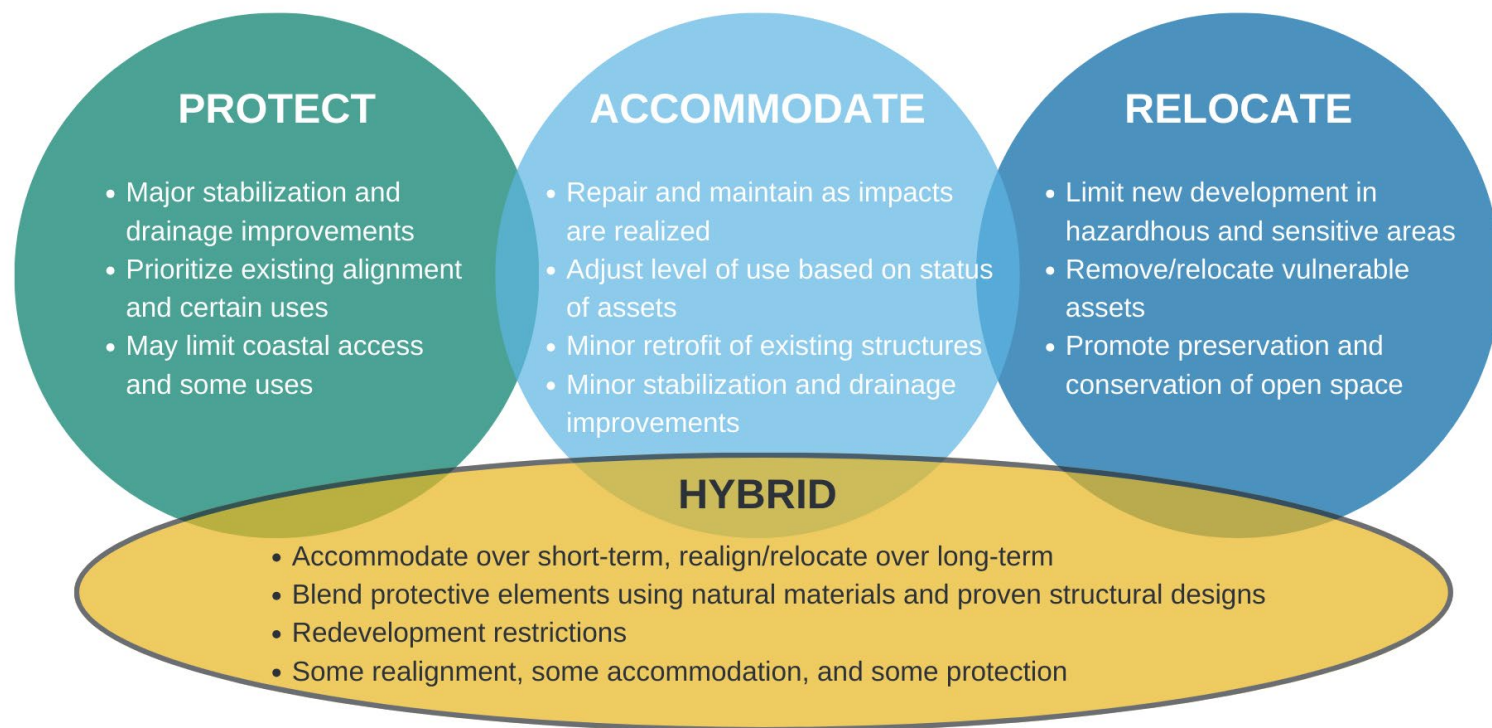 PROTECT
• Major stabilization and
drainage improvements
• Prioritize existing alignment
and certain uses
• May limit coastal access
and some uses
ACCOMMODATE
• Repair and maintain as impacts
are realized
• Adjust level of use based on status
of assets
• Minor retrofit of existing structures
• Minor stabilization and drainage
improvements
RELOCATE
• Limit new development in
hazardhous and sensitive areas
• Remove/relocate vulnerable
assets
• Promote preservation and
conservation of open space
HYBRID
• Accommodate over short-term, realign/relocate over long-term
• Blend protective elements using natural materials and proven structural designs
• Redevelopment restrictions
• Some realignment, some accommodation, and some protection